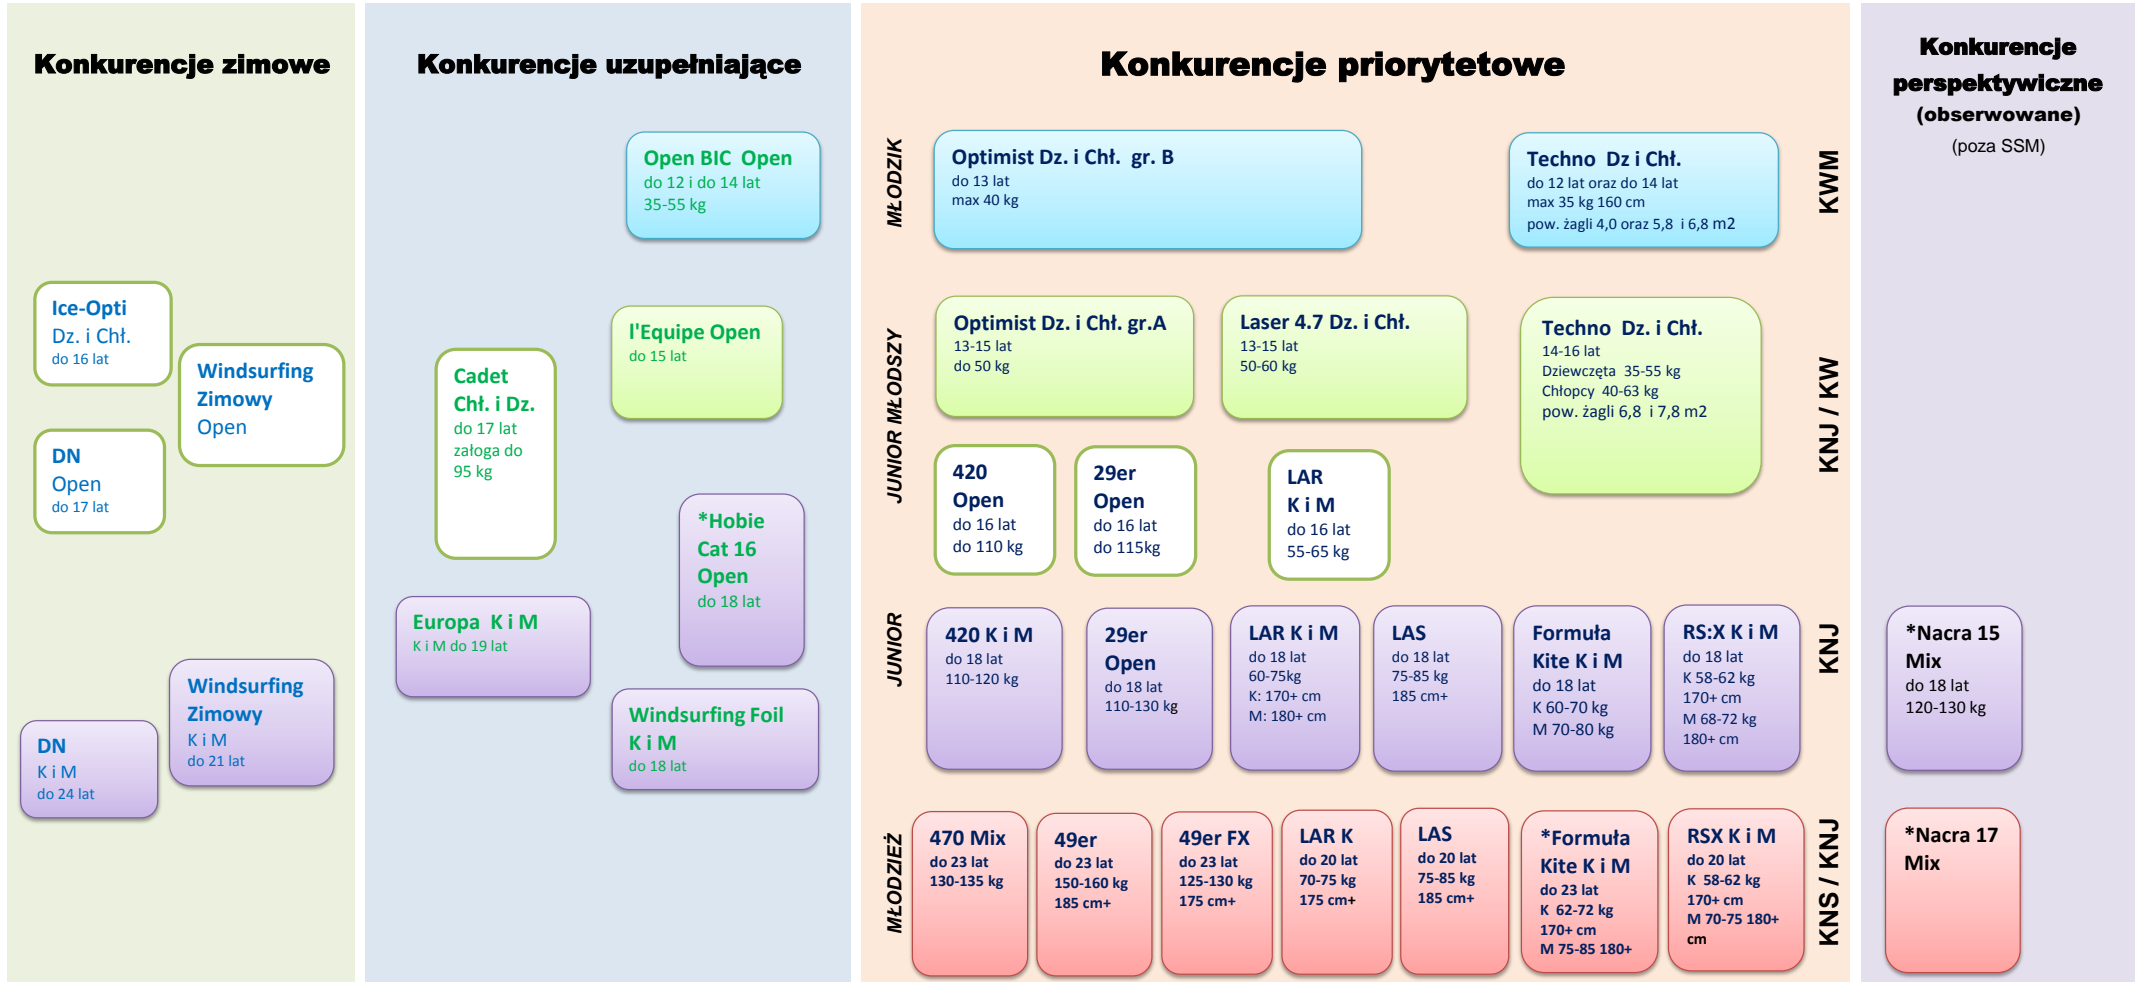 Konkurencje zimowe
Ice-Opti
Dz. i Chł.
do 16 lat
Windsurfing
Zimowy
Open
DN
Open
do 17 lat
Windsurfing
Zimowy
K i M
do 21 lat
DN
K i M
do 24 lat
Konkurencje uzupełniające
Open BIC Open
do 12 i do 14 lat
35-55 kg
l'Equipe Open
do 15 lat
Cadet
Chł. i Dz.
do 17 lat
załoga do
95 kg
*Hobie
Cat 16
Open
do 18 lat
Europa K i M
K i M do 19 lat
Windsurfing Foil
K i M
do 18 lat
Konkurencje priorytetowe
MŁODZIK
Optimist Dz. i Chł. gr. B
do 13 lat
max 40 kg
Techno Dz i Chł.
do 12 lat oraz do 14 lat
max 35 kg 160 cm
pow. żagli 4,0 oraz 5,8 i 6,8 m2
KWM
JUNIOR MŁODSZY
Optimist Dz. i Chł. gr.A
13-15 lat
do 50 kg
Laser 4.7 Dz. i Chł.
13-15 lat
50-60 kg
Techno Dz. i Chł.
14-16 lat
Dziewczęta 35-55 kg
Chłopcy 40-63 kg
pow. żagli 6,8 i 7,8 m2
KNJ / KW
420
Open
do 16 lat
do 110 kg
29er
Open
do 16 lat
do 115kg
LAR
K i M
do 16 lat
55-65 kg
JUNIOR
420 K i M
do 18 lat
110-120 kg
29er
Open
do 18 lat
110-130 kg
LAR K i M
do 18 lat
60-75kg
K: 170+ cm
M: 180+ cm
LAS
do 18 lat
75-85 kg
185 cm+
Formuła
Kite K i M
do 18 lat
K 60-70 kg
M 70-80 kg
RS:X K i M
do 18 lat
K 58-62 kg
170+ cm
M 68-72 kg
180+ cm
KNJ
MŁODZIEŻ
470 Mix
do 23 lat
130-135 kg
49er
do 23 lat
150-160 kg
185 cm+
49er FX
do 23 lat
125-130 kg
175 cm+
LAR K
do 20 lat
70-75 kg
175 cm+
LAS
do 20 lat
75-85 kg
185 cm+
*Formuła
Kite K i M
do 23 lat
K 62-72 kg
170+ cm
M 75-85 180+
RSX K i M
do 20 lat
K 58-62 kg
170+ cm
M 70-75 180+
cm
KNS / KNJ
Konkurencje
perspektywiczne
(obserwowane)
(poza SSM)
*Nacra 15
Mix
do 18 lat
120-130 kg
*Nacra 17
Mix